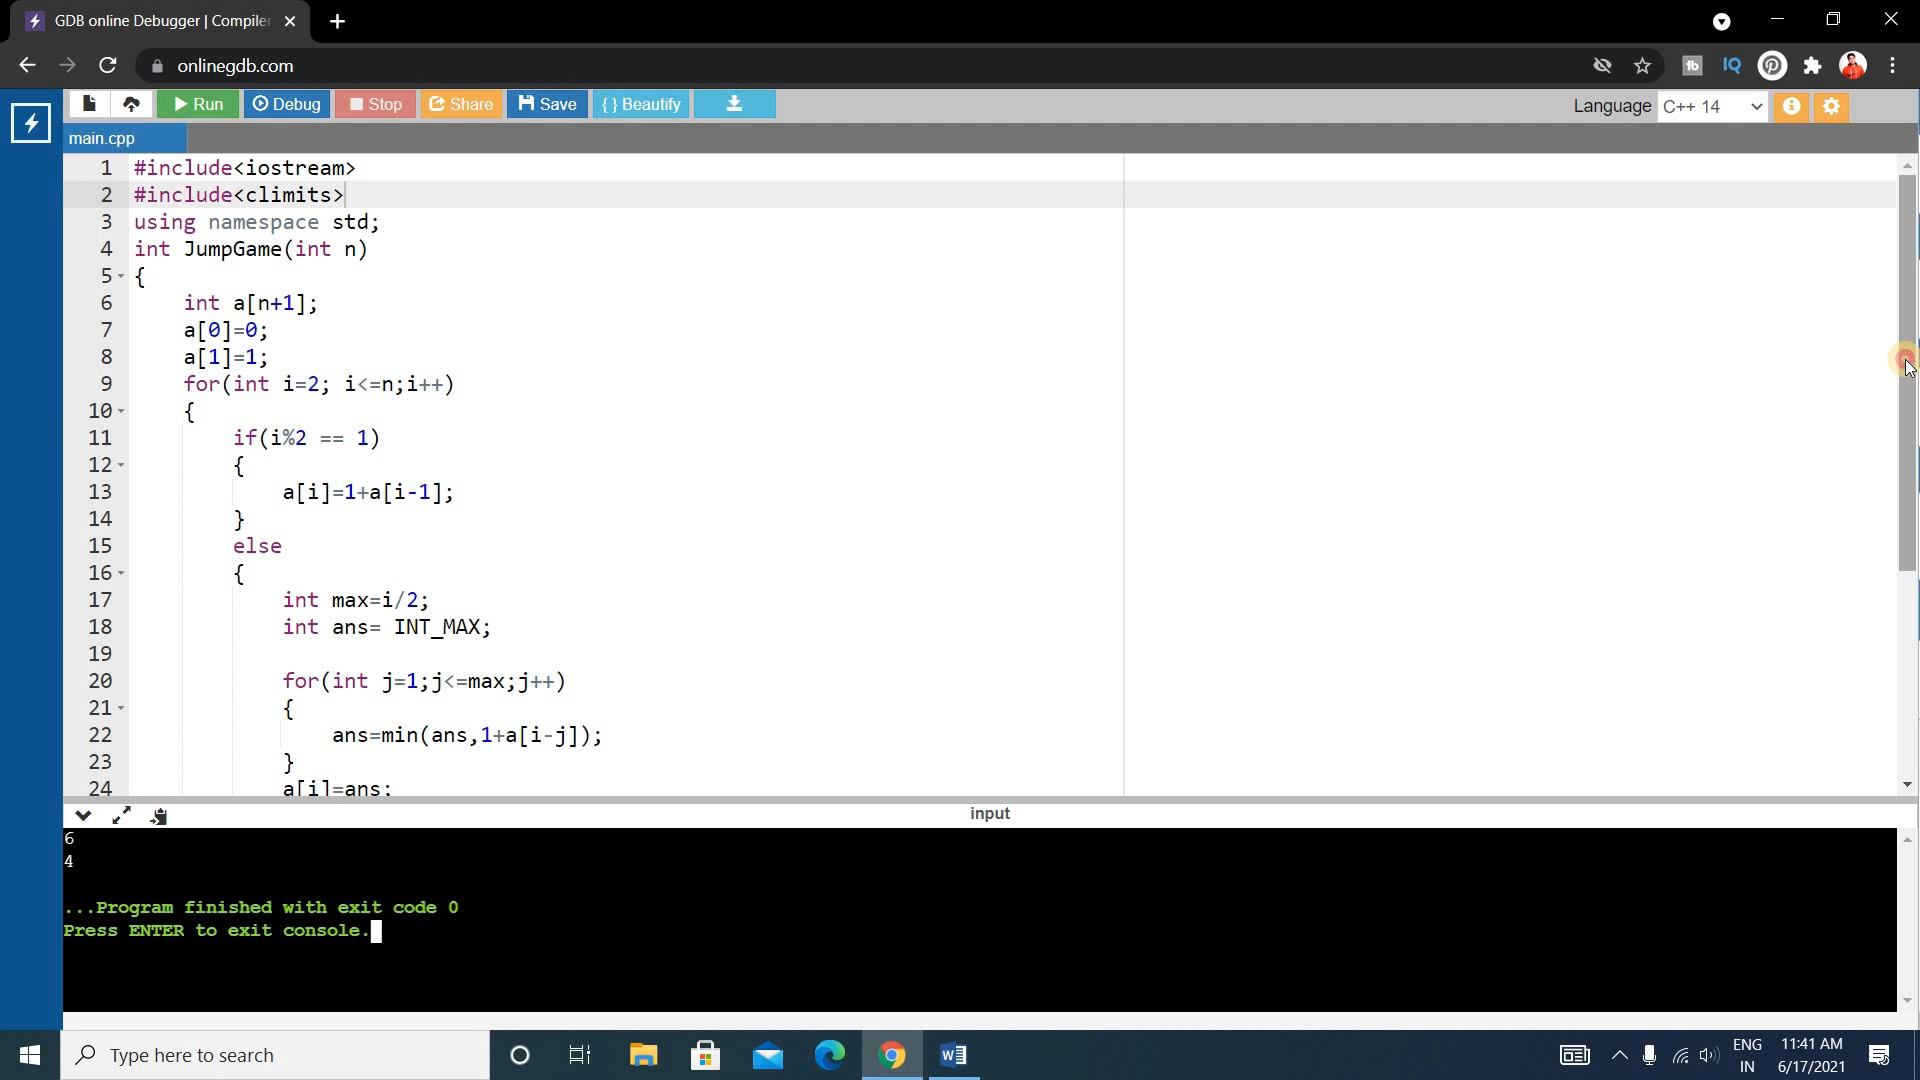 GDB online Debugger | Compiler
onlinegdb.com
Run Debug Stop Share Save { } Beautify Language C++ 14
main.cpp
1 #include<iostream>
2 #include<climits>
3 using namespace std;
4 int JumpGame(int n)
5 {
6 int a[n+1];
7 a[0]=0;
8 a[1]=1;
9 for(int i=2; i<=n;i++)
10 {
11 if(i%2 == 1)
12 {
13 a[i]=1+a[i-1];
14 }
15 else
16 {
17 int max=i/2;
18 int ans= INT_MAX;
19
20 for(int j=1;j<=max;j++)
21 {
22 ans=min(ans,1+a[i-j]);
23 }
24 a[i]=ans;
input
6
4
...Program finished with exit code 0
Press ENTER to exit console.
Type here to search
ENG 11:41 AM
IN 6/17/2021